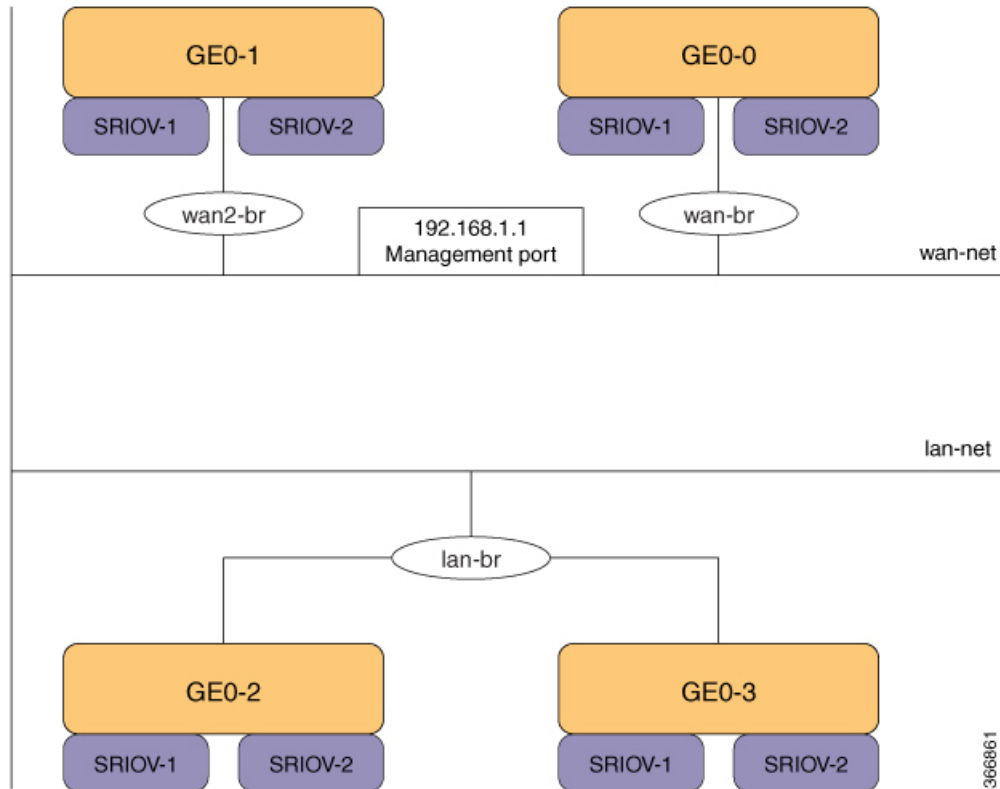 GE0-1
GE0-0
SRIOV-1
SRIOV-2
SRIOV-1
SRIOV-2
wan2-br
192.168.1.1
Management port
wan-br
wan-net
lan-net
lan-br
GE0-2
GE0-3
SRIOV-1
SRIOV-2
SRIOV-1
SRIOV-2
366861